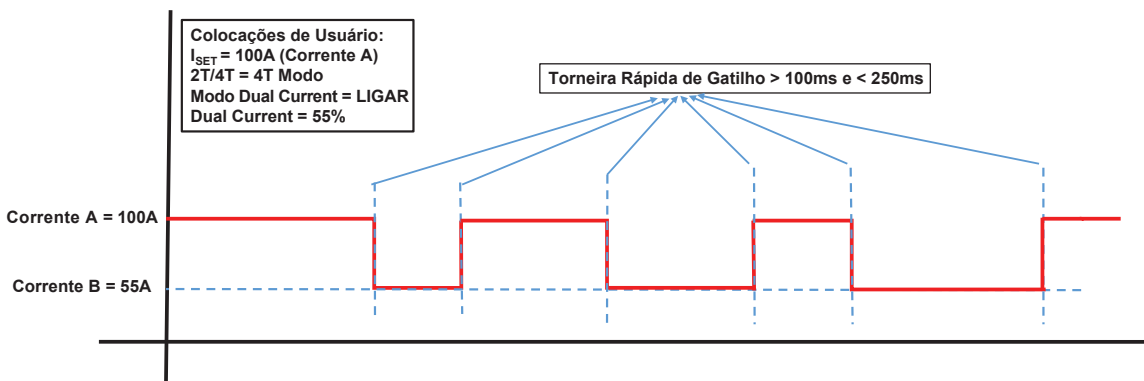 Colocações de Usuário:
ISET = 100A (Corrente A)
2T/4T = 4T Modo
Modo Dual Current = LIGAR
Dual Current = 55%
Torneira Rápida de Gatilho > 100ms e < 250ms
Corrente A = 100A
Corrente B = 55A